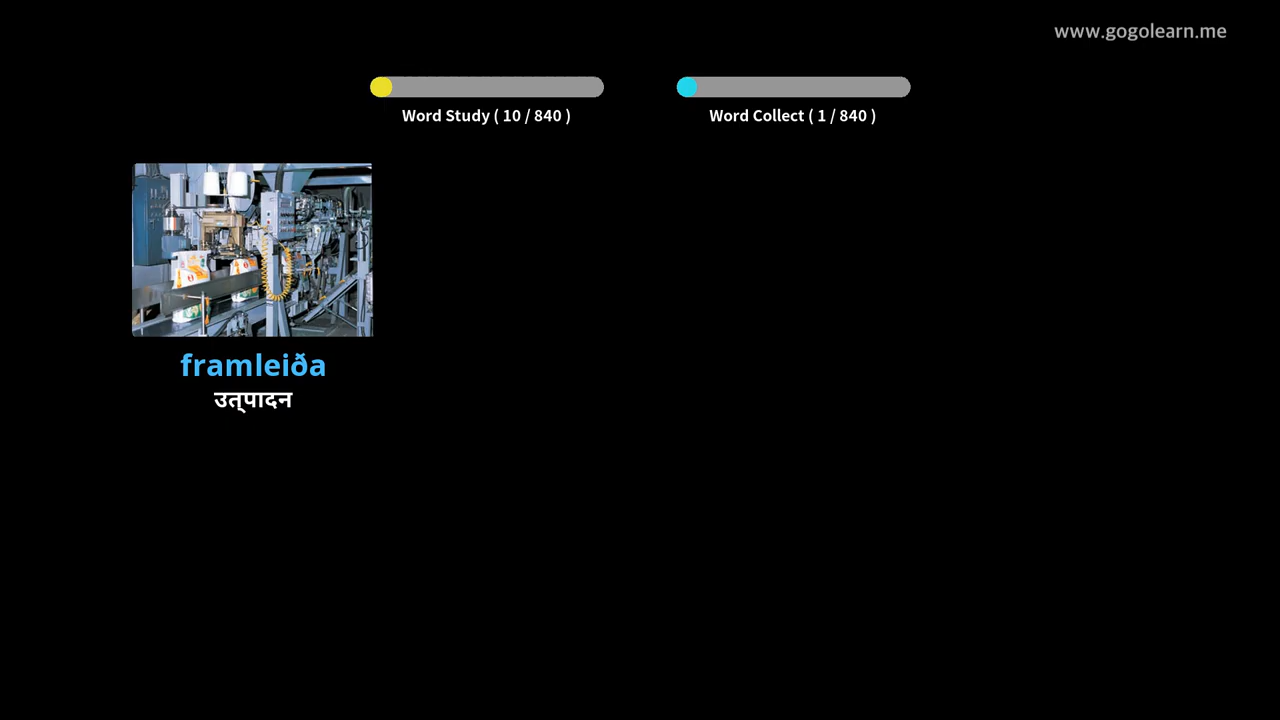 www.gogolearn.me
Word Study ( 10 / 840 )
Word Collect ( 1 / 840 )
framleiða
उत्पादन